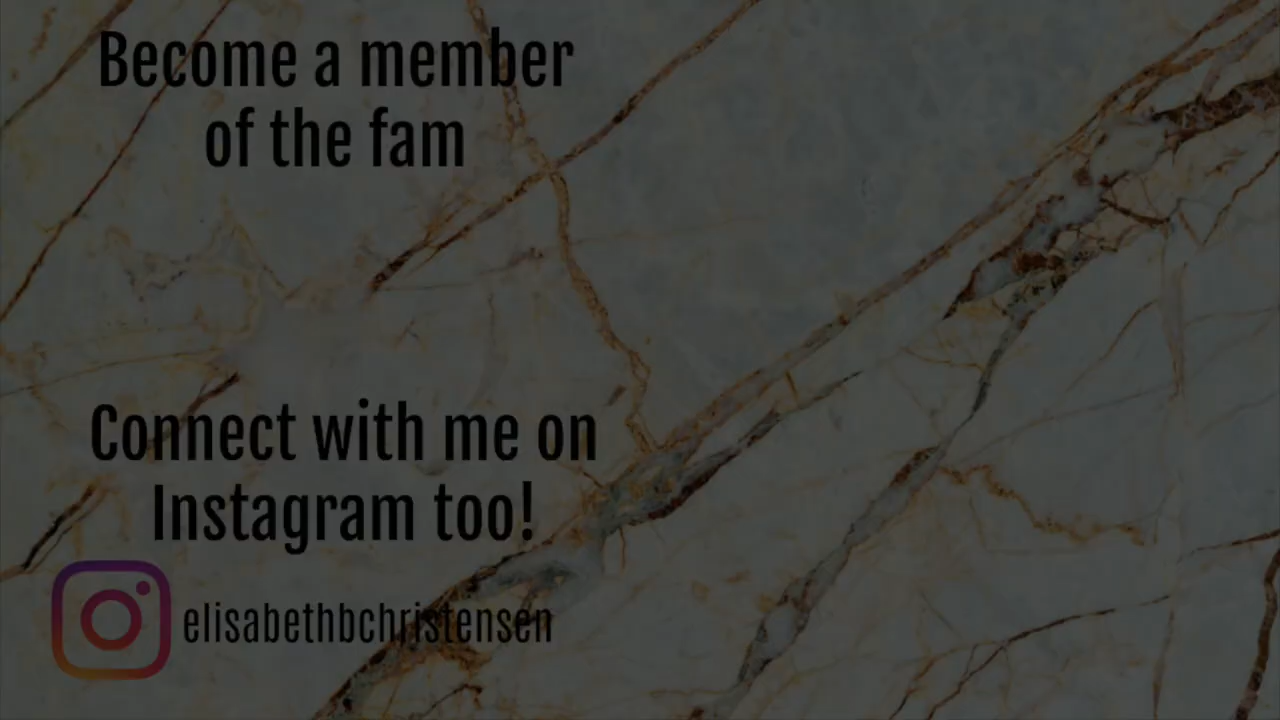 Become a member
of the fam
Connect with me on
Instagram too!
elisabethbchristensen